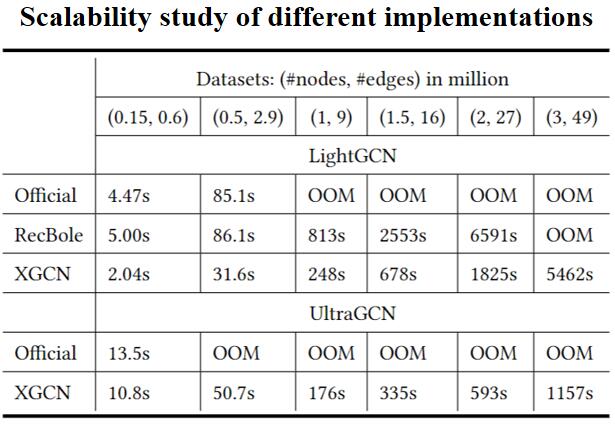 Scalability study of different implementations
Datasets: (#nodes, #edges) in million
(0.15, 0.6) (0.5, 2.9) (1, 9) (1.5, 16) (2, 27) (3, 49)
LightGCN
Official 4.47s 85.1s OOM OOM OOM OOM
RecBole 5.00s 86.1s 813s 2553s 6591s OOM
XGCN 2.04s 31.6s 248s 678s 1825s 5462s
UltraGCN
Official 13.5s OOM OOM OOM OOM OOM
XGCN 10.8s 50.7s 176s 335s 593s 1157s